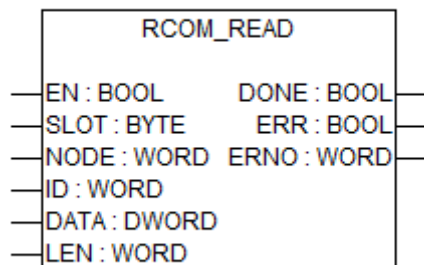 RCOM_READ
EN : BOOL DONE : BOOL
SLOT : BYTE ERR : BOOL
NODE : WORD ERNO : WORD
ID : WORD
DATA : DWORD
LEN : WORD